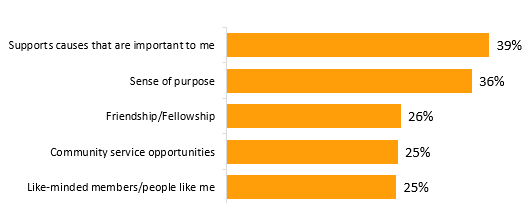 Supports causes that are important to me 39%
Sense of purpose 36%
Friendship/Fellowship 26%
Community service opportunities 25%
Like-minded members/people like me 25%